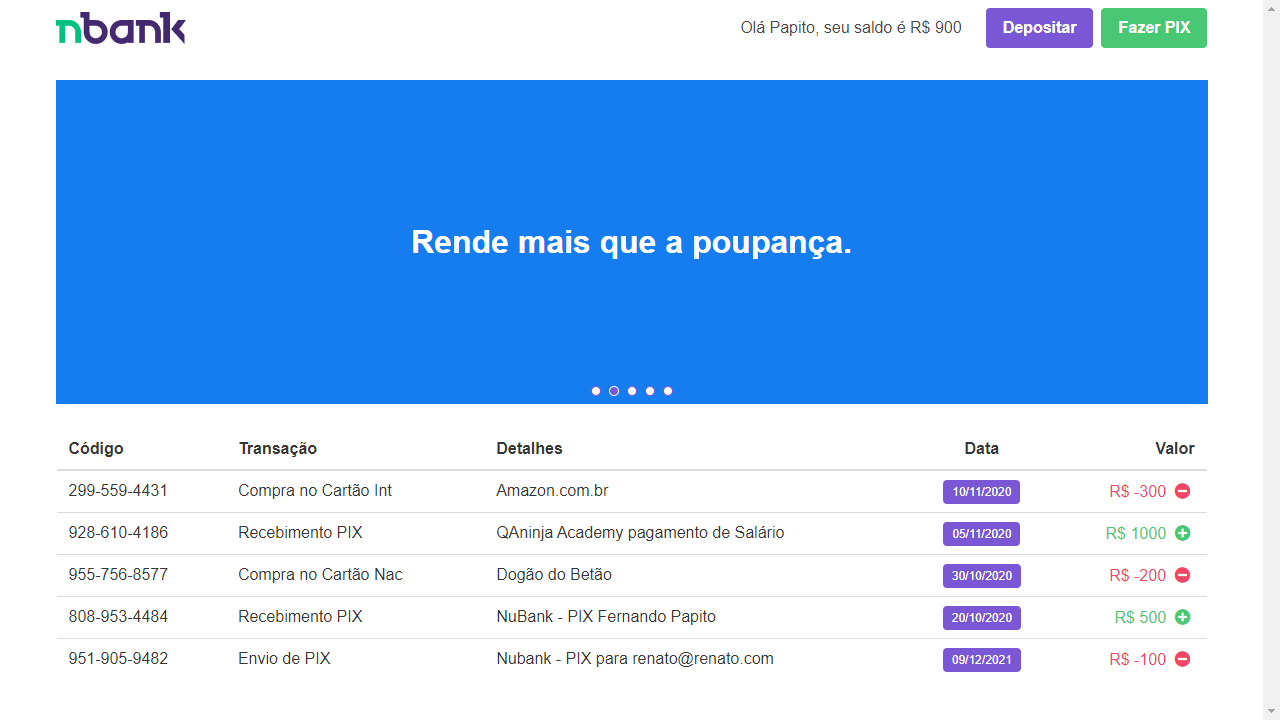 nbank
Olá Papito, seu saldo é R$ 900 Depositar Fazer PIX
Rende mais que a poupança.
Código Transação Detalhes Data Valor
299-559-4431 Compra no Cartão Int Amazon.com.br 10/11/2020 R$ -300
928-610-4186 Recebimento PIX QAninja Academy pagamento de Salário 05/11/2020 R$ 1000
955-756-8577 Compra no Cartão Nac Dogão do Betão 30/10/2020 R$ -200
808-953-4484 Recebimento PIX NuBank - PIX Fernando Papito 20/10/2020 R$ 500
951-905-9482 Envio de PIX Nubank - PIX para renato@renato.com 09/12/2021 R$ -100